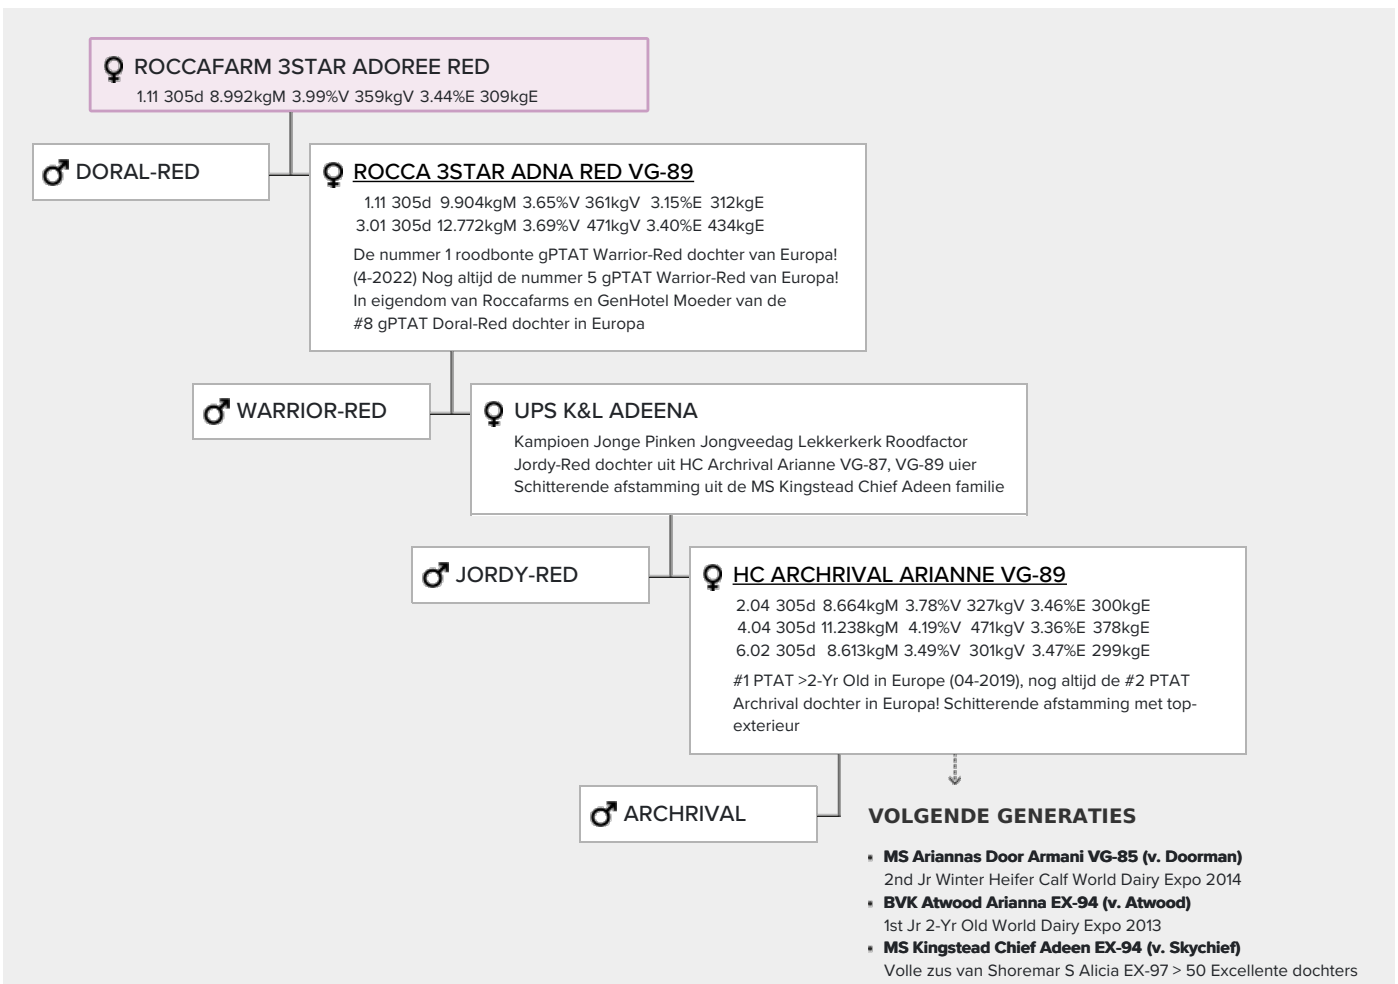 ROCCAFARM 3STAR ADOREE RED
1.11 305d 8.992kgM 3.99%V 359kgV 3.44%E 309kgE
DORAL-RED
ROCCA 3STAR ADNA RED VG-89
1.11 305d 9.904kgM 3.65%V 361kgV 3.15%E 312kgE
3.01 305d 12.772kgM 3.69%V 471kgV 3.40%E 434kgE
De nummer 1 roodbonte gPTAT Warrior-Red dochter van Europa!
(4-2022) Nog altijd de nummer 5 gPTAT Warrior-Red van Europa!
In eigendom van Roccafarms en GenHotel Moeder van de
#8 gPTAT Doral-Red dochter in Europa
WARRIOR-RED
UPS K&L ADEENA
Kampioen Jonge Pinken Jongveedag Lekkerkerk Roodfactor
Jordy-Red dochter uit HC Archrival Arianne VG-87, VG-89 uier
Schitterende afstamming uit de MS Kingstead Chief Adeen familie
JORDY-RED
HC ARCHRIVAL ARIANNE VG-89
2.04 305d 8.664kgM 3.78%V 327kgV 3.46%E 300kgE
4.04 305d 11.238kgM 4.19%V 471kgV 3.36%E 378kgE
6.02 305d 8.613kgM 3.49%V 301kgV 3.47%E 299kgE
#1 PTAT >2-Yr Old in Europe (04-2019), nog altijd de #2 PTAT
Archrival dochter in Europa! Schitterende afstamming met top-
exterieur
ARCHRIVAL
VOLGENDE GENERATIES
▪ MS Ariannas Door Armani VG-85 (v. Doorman)
2nd Jr Winter Heifer Calf World Dairy Expo 2014
▪ BVK Atwood Arianna EX-94 (v. Atwood)
1st Jr 2-Yr Old World Dairy Expo 2013
▪ MS Kingstead Chief Adeen EX-94 (v. Skychief)
Volle zus van Shoremar S Alicia EX-97 > 50 Excellente dochters